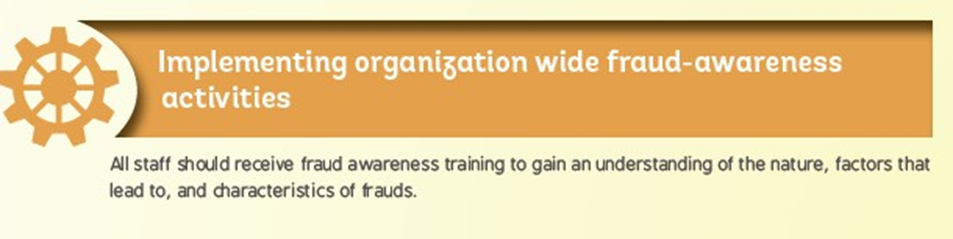 Implementing organization wide fraud-awareness
activities
All staff should receive fraud awareness training to gain an understanding of the nature, factors that
lead to, and characteristics of frauds.